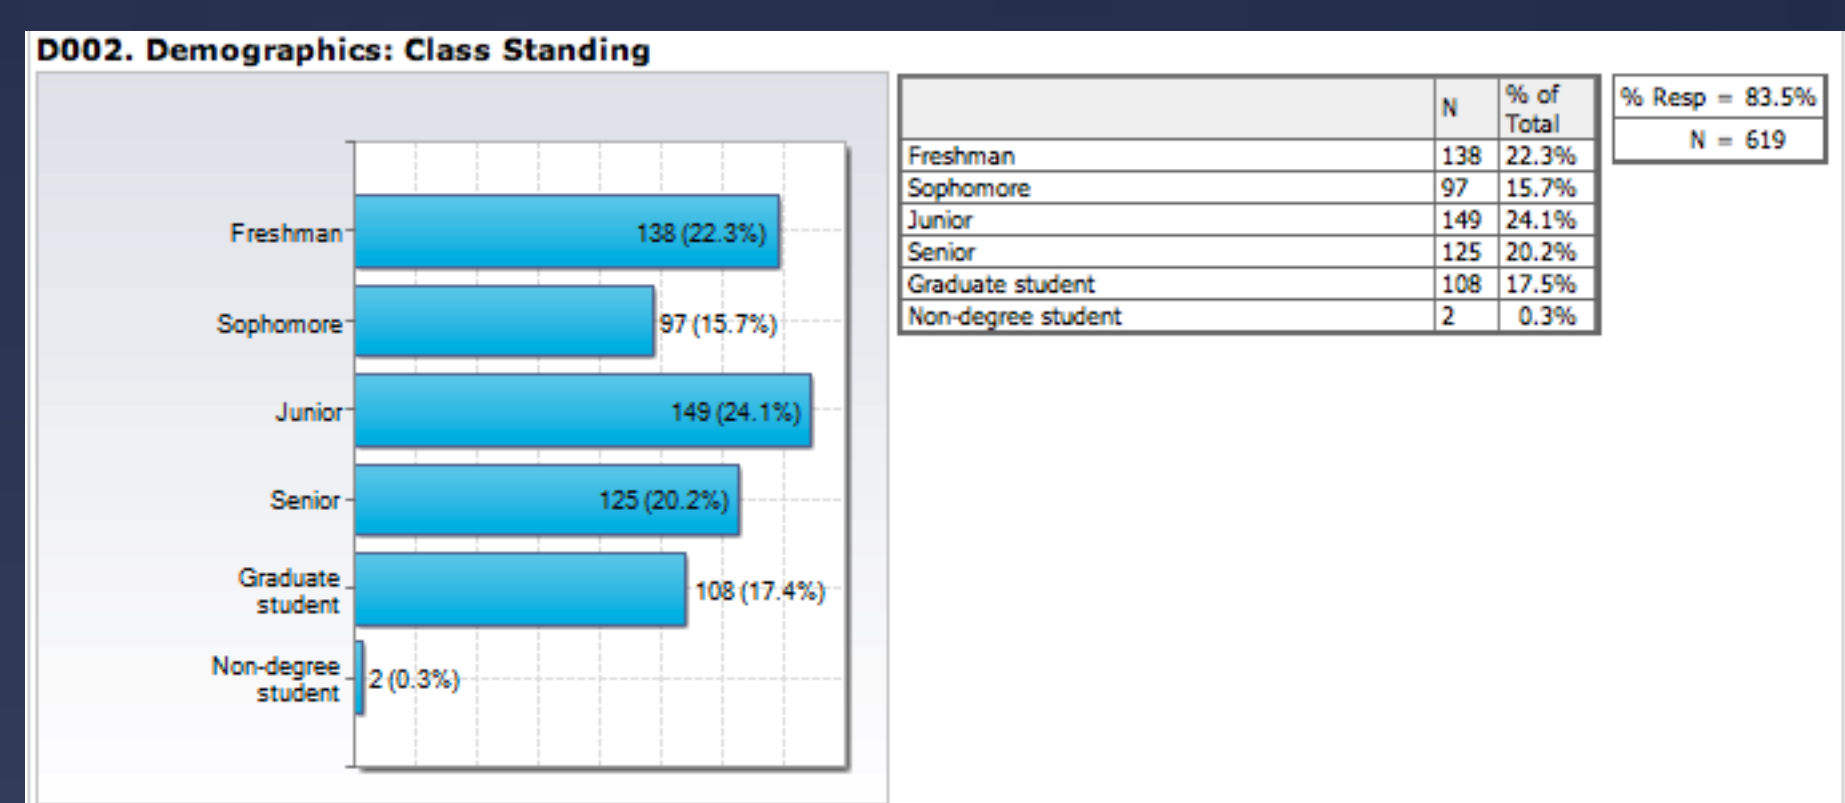 D002. Demographics: Class Standing
Freshman
138 (22.3%)
Sophomore
97 (15.7%)
Junior
149 (24.1%)
Senior
125 (20.2%)
Graduate
student
108 (17.4%)
Non-degree
student
2 (0.3%)
N % of
Total
Freshman 138 22.3%
Sophomore 97 15.7%
Junior 149 24.1%
Senior 125 20.2%
Graduate student 108 17.5%
Non-degree student 2 0.3%
% Resp = 83.5%
N = 619